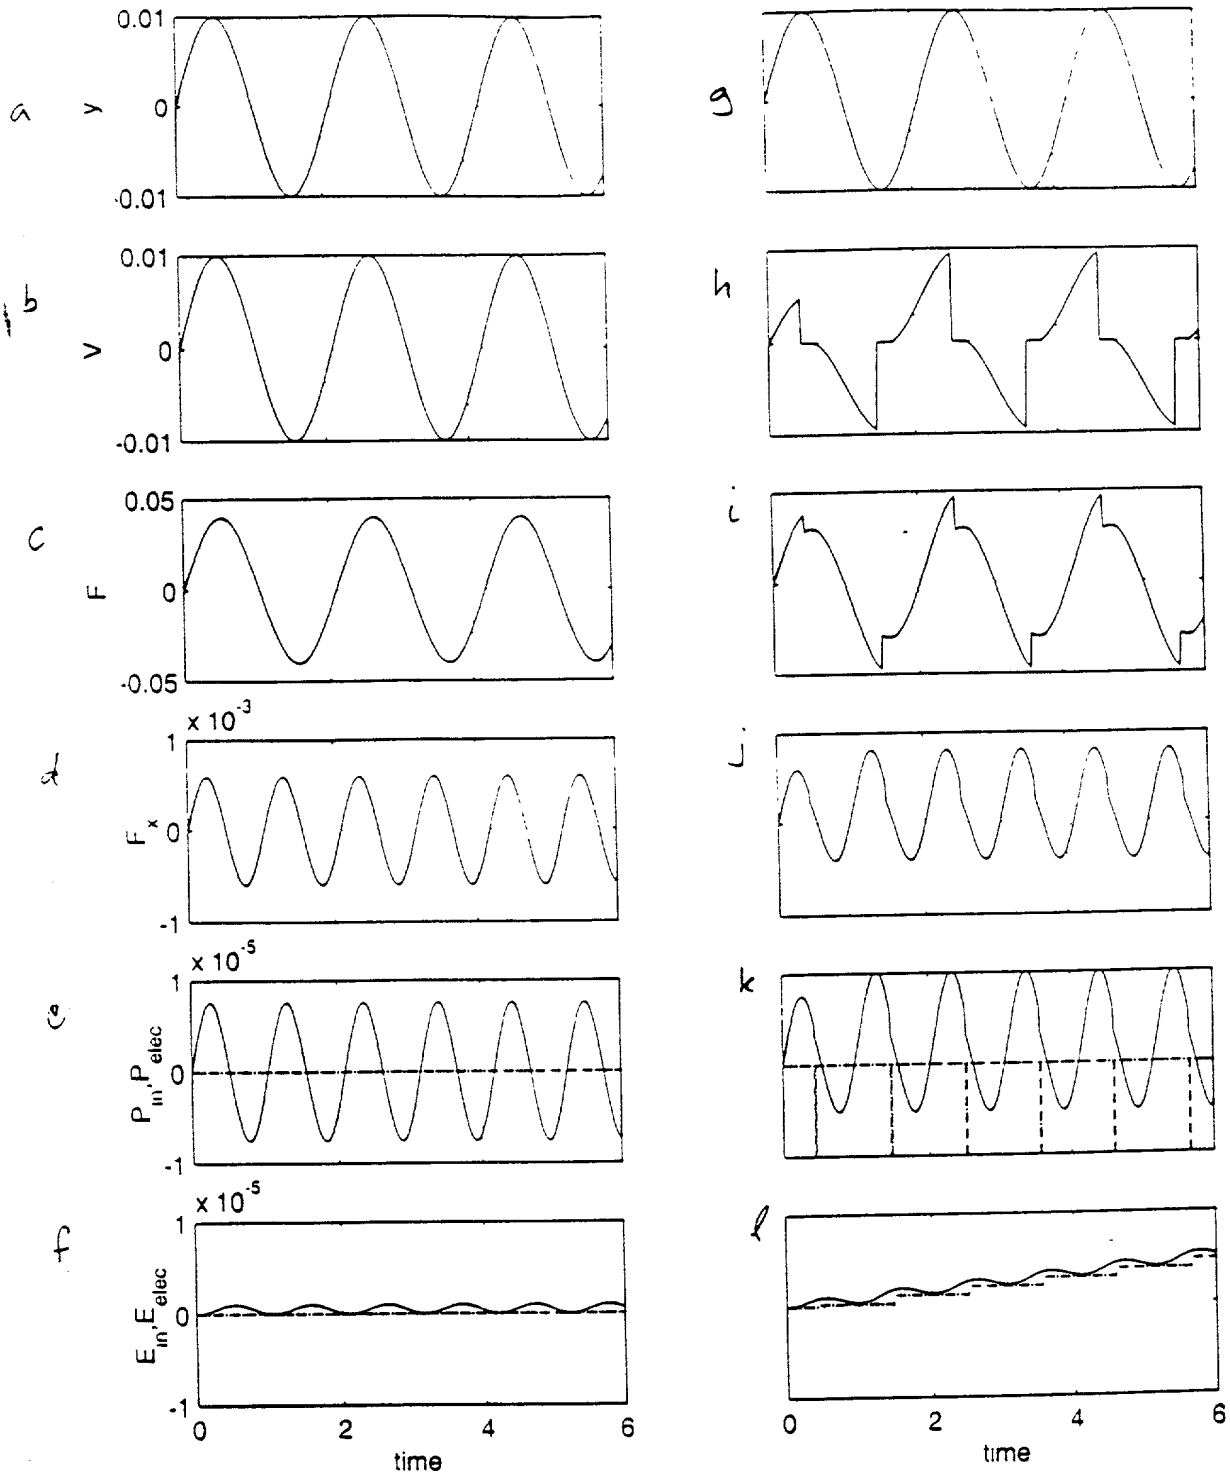 0.01
a y 0
-0.01
g
0.01
b V 0
-0.01
h
0.05
c F 0
-0.05
i
x 10^-3
1
d F_x 0
-1
j
x 10^-5
1
e P_in, P_elec 0
-1
k
x 10^-5
1
f E_in, E_elec 0
-1
l
0 2 4 6
time
0 2 4 6
time